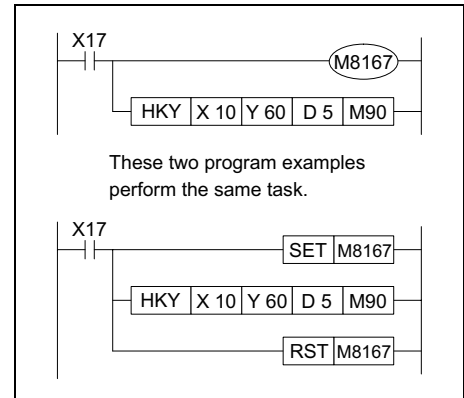 X17
M8167
HKY X 10 Y 60 D 5 M90
These two program examples
perform the same task.
X17
SET M8167
HKY X 10 Y 60 D 5 M90
RST M8167